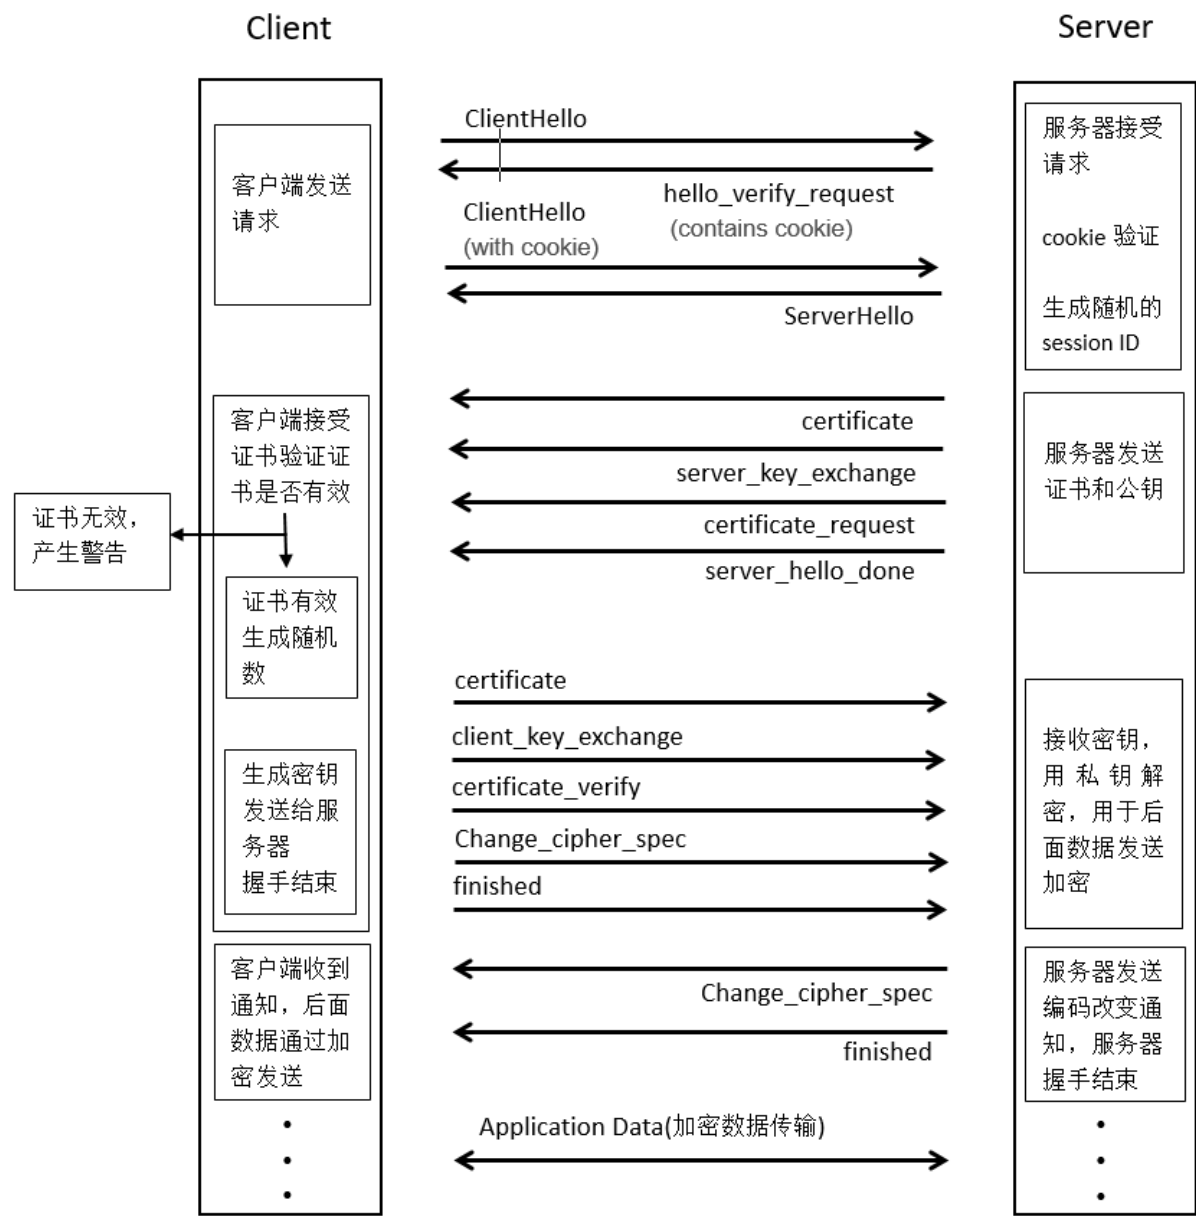 Client
Server
ClientHello
hello_verify_request
(contains cookie)
ClientHello
(with cookie)
ServerHello
客户端发送
请求
服务器接受
请求
cookie 验证
生成随机的
session ID
客户端接受
证书验证证
书是否有效
证书无效，
产生警告
证书有效
生成随机
数
certificate
server_key_exchange
certificate_request
server_hello_done
服务器发送
证书和公钥
certificate
client_key_exchange
certificate_verify
Change_cipher_spec
finished
生成密钥
发送给服
务器
握手结束
接收密钥，
用私钥解
密，用于后
面数据发送
加密
客户端收到
通知，后面
数据通过加
密发送
Change_cipher_spec
finished
服务器发送
编码改变通
知，服务器
握手结束
Application Data(加密数据传输)